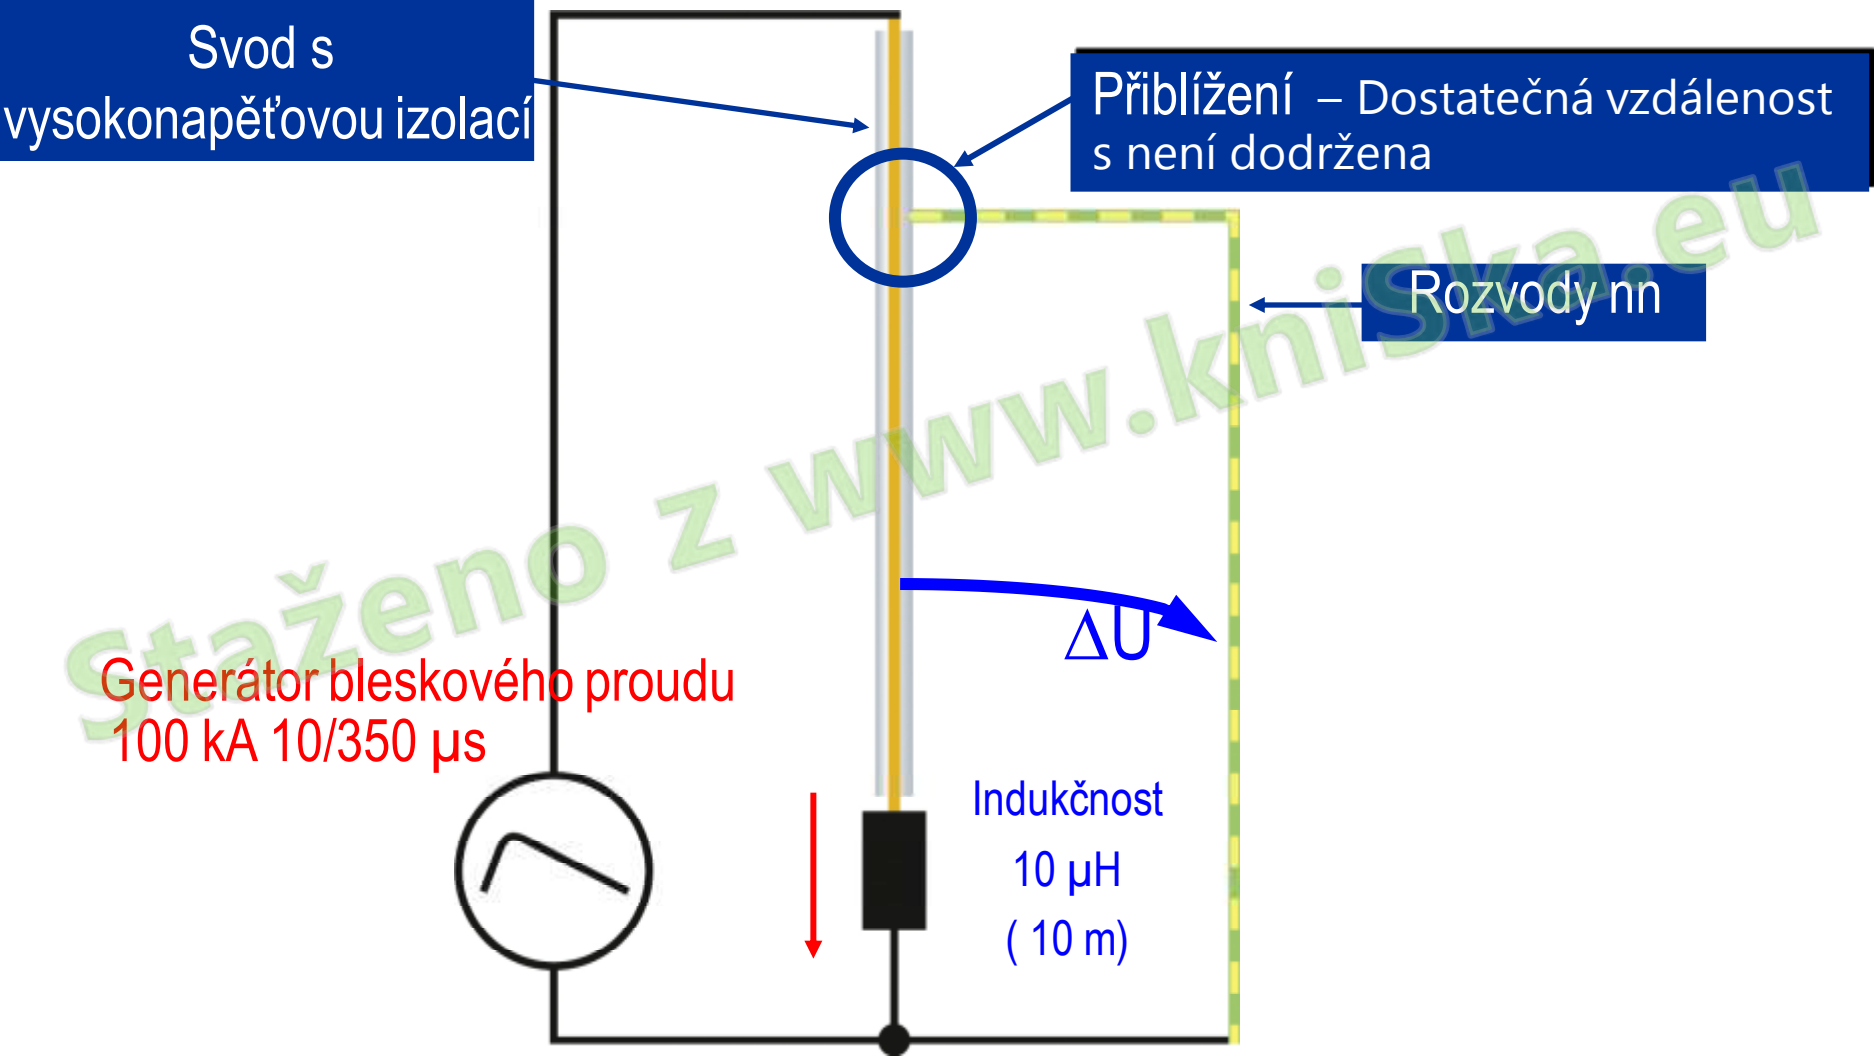 Svod s
vysokonapěťovou izolací
Přiblížení – Dostatečná vzdálenost
s není dodržena
Rozvody nn
Staženo z www.kniSka.eu
ΔU
Generátor bleskového proudu
100 kA 10/350 µs
Indukčnost
10 µH
( 10 m)